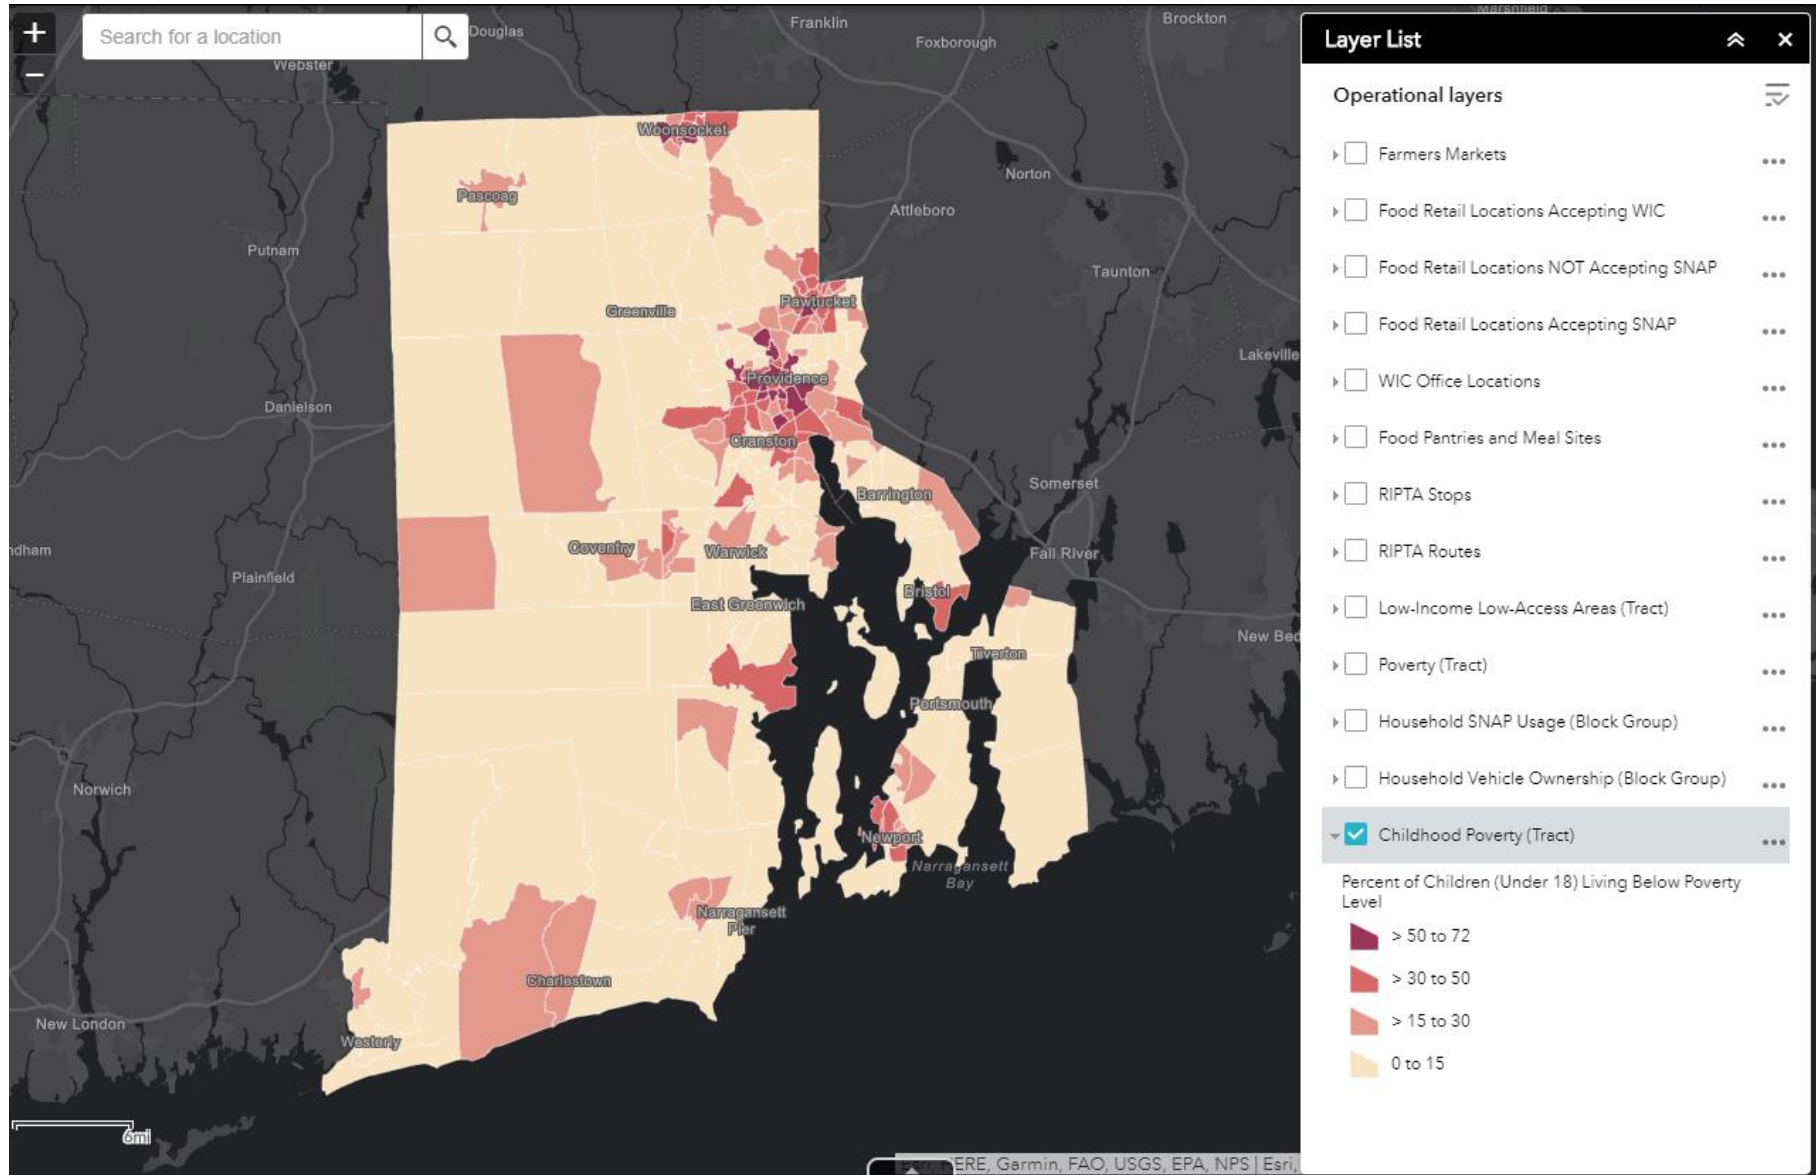 +
−
Search for a location
Douglas
Webster
Franklin
Foxborough
Brockton
Woonsocket
Pascoag
Norton
Attleboro
Putnam
Taunton
Greenville
Pawtucket
Lakeville
Providence
Danielson
Cranston
Somerset
Barrington
Coventry
Warwick
Fall River
Plainfield
Bristol
East Greenwich
Tiverton
Portsmouth
Norwich
Newport
Narragansett
Bay
Narragansett
Pier
Charlestown
New London
Westerly
6mi
Layer List
Operational layers
Farmers Markets
Food Retail Locations Accepting WIC
Food Retail Locations NOT Accepting SNAP
Food Retail Locations Accepting SNAP
WIC Office Locations
Food Pantries and Meal Sites
RIPTA Stops
RIPTA Routes
Low-Income Low-Access Areas (Tract)
Poverty (Tract)
Household SNAP Usage (Block Group)
Household Vehicle Ownership (Block Group)
Childhood Poverty (Tract)
Percent of Children (Under 18) Living Below Poverty
Level
> 50 to 72
> 30 to 50
> 15 to 30
0 to 15
Garmin, FAO, USGS, EPA, NPS | Esri,